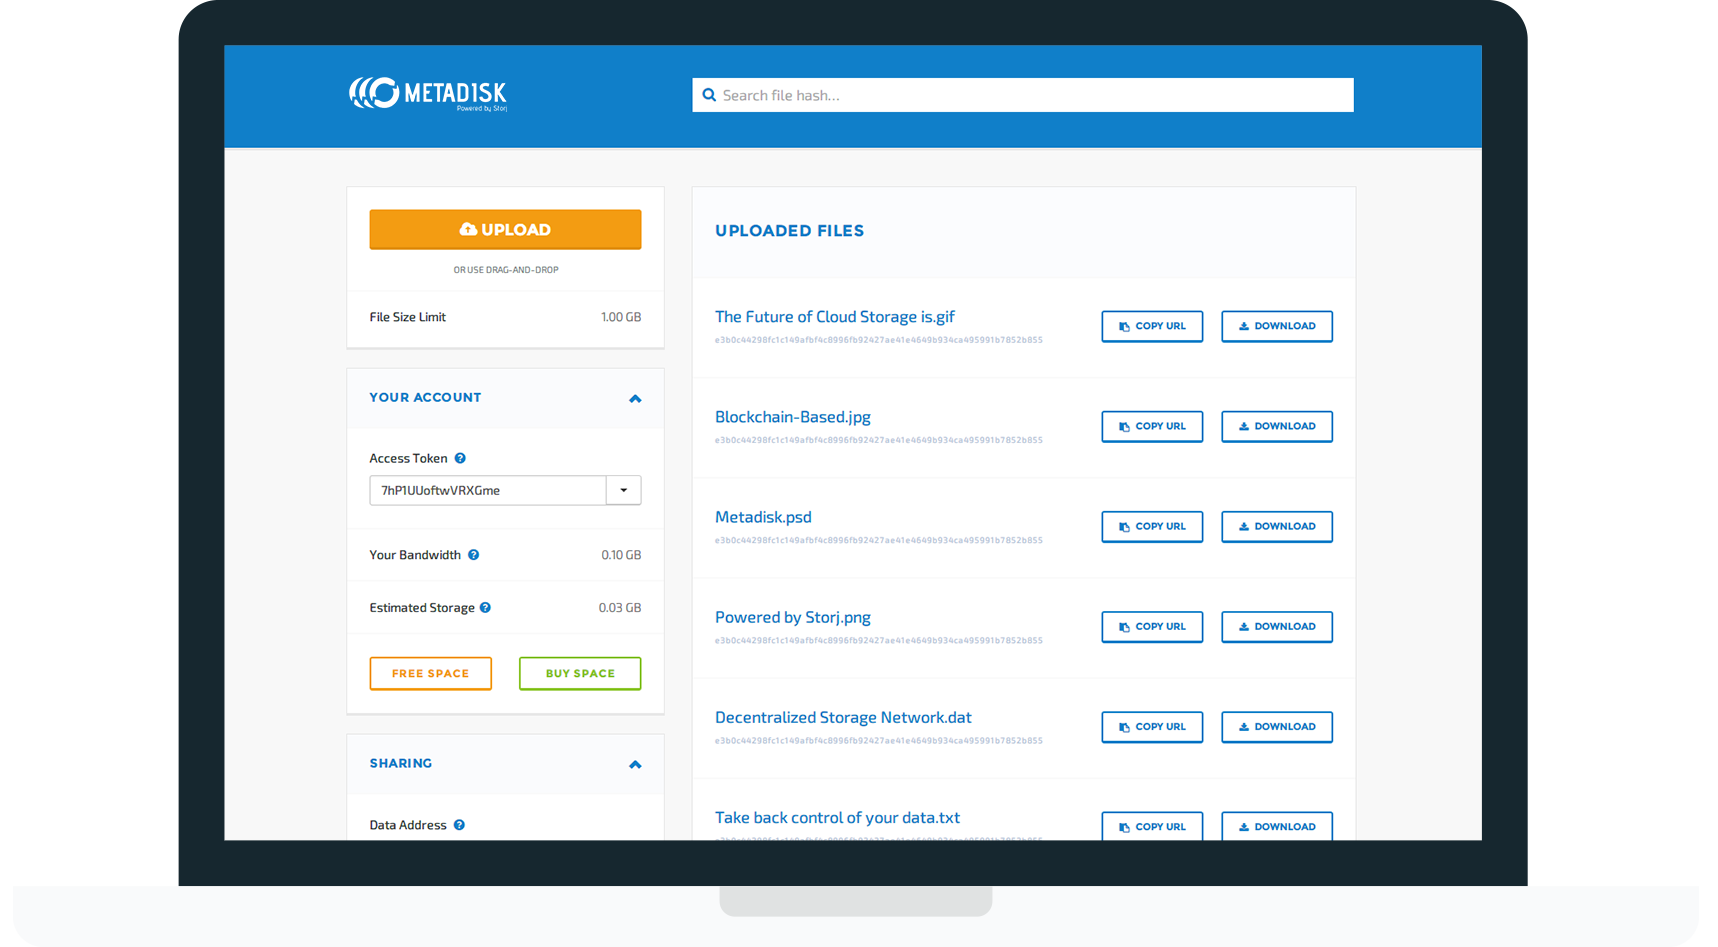 METADISK
Powered by Storj
Search file hash...
UPLOAD
OR USE DRAG-AND-DROP
File Size Limit 1.00 GB
YOUR ACCOUNT
Access Token
7hP1UUoftwVRXGme
Your Bandwidth 0.10 GB
Estimated Storage 0.03 GB
FREE SPACE BUY SPACE
SHARING
Data Address
UPLOADED FILES
The Future of Cloud Storage is.gif
e3b0c44298fc1c149afbf4c8996fb92427ae41e4649b934ca495991b7852b855
COPY URL DOWNLOAD
Blockchain-Based.jpg
e3b0c44298fc1c149afbf4c8996fb92427ae41e4649b934ca495991b7852b855
COPY URL DOWNLOAD
Metadisk.psd
e3b0c44298fc1c149afbf4c8996fb92427ae41e4649b934ca495991b7852b855
COPY URL DOWNLOAD
Powered by Storj.png
e3b0c44298fc1c149afbf4c8996fb92427ae41e4649b934ca495991b7852b855
COPY URL DOWNLOAD
Decentralized Storage Network.dat
e3b0c44298fc1c149afbf4c8996fb92427ae41e4649b934ca495991b7852b855
COPY URL DOWNLOAD
Take back control of your data.txt
COPY URL DOWNLOAD